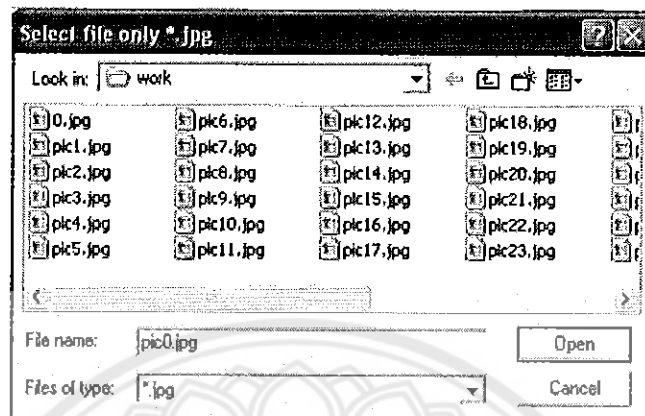 Select file only *.jpg
Look in: work
0.jpg pic6.jpg pic12.jpg pic18.jpg
pic1.jpg pic7.jpg pic13.jpg pic19.jpg
pic2.jpg pic8.jpg pic14.jpg pic20.jpg
pic3.jpg pic9.jpg pic15.jpg pic21.jpg
pic4.jpg pic10.jpg pic16.jpg pic22.jpg
pic5.jpg pic11.jpg pic17.jpg pic23.jpg
File name: pic0.jpg Open
Files of type: *.jpg Cancel